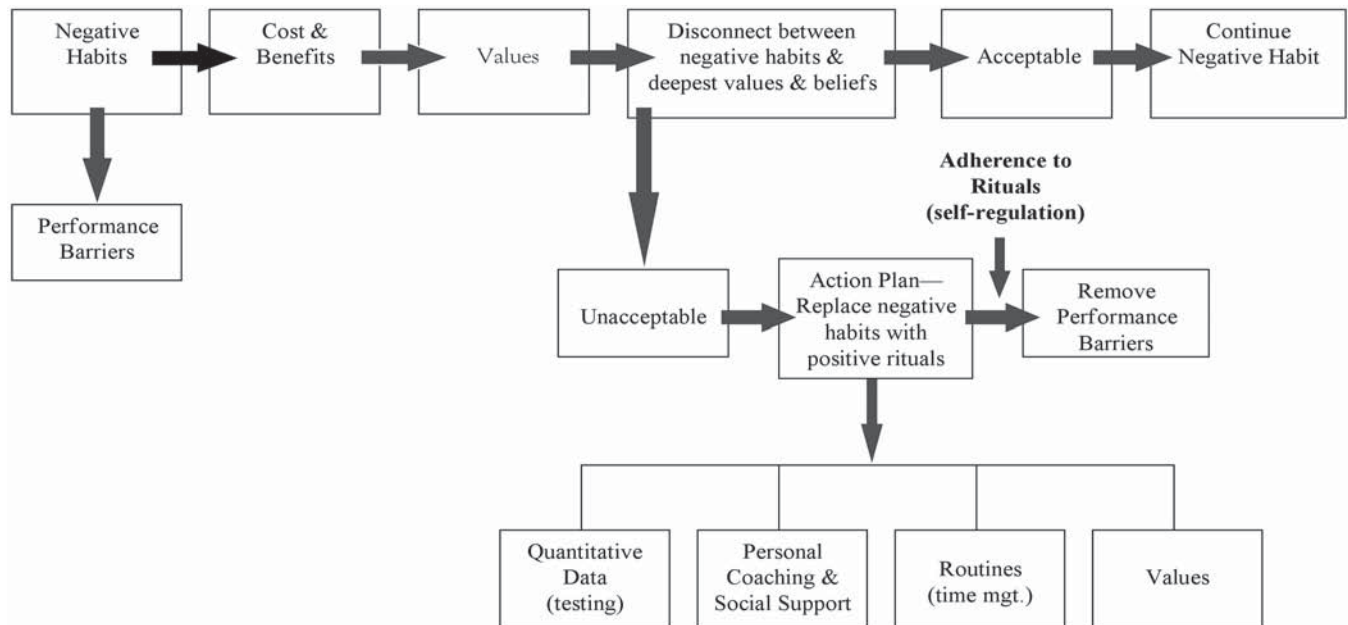 Negative
Habits
Cost &
Benefits
Values
Disconnect between
negative habits &
deepest values & beliefs
Acceptable
Continue
Negative Habit
Performance
Barriers
Adherence to
Rituals
(self-regulation)
Unacceptable
Action Plan—
Replace negative
habits with
positive rituals
Remove
Performance
Barriers
Quantitative
Data
(testing)
Personal
Coaching &
Social Support
Routines
(time mgt.)
Values